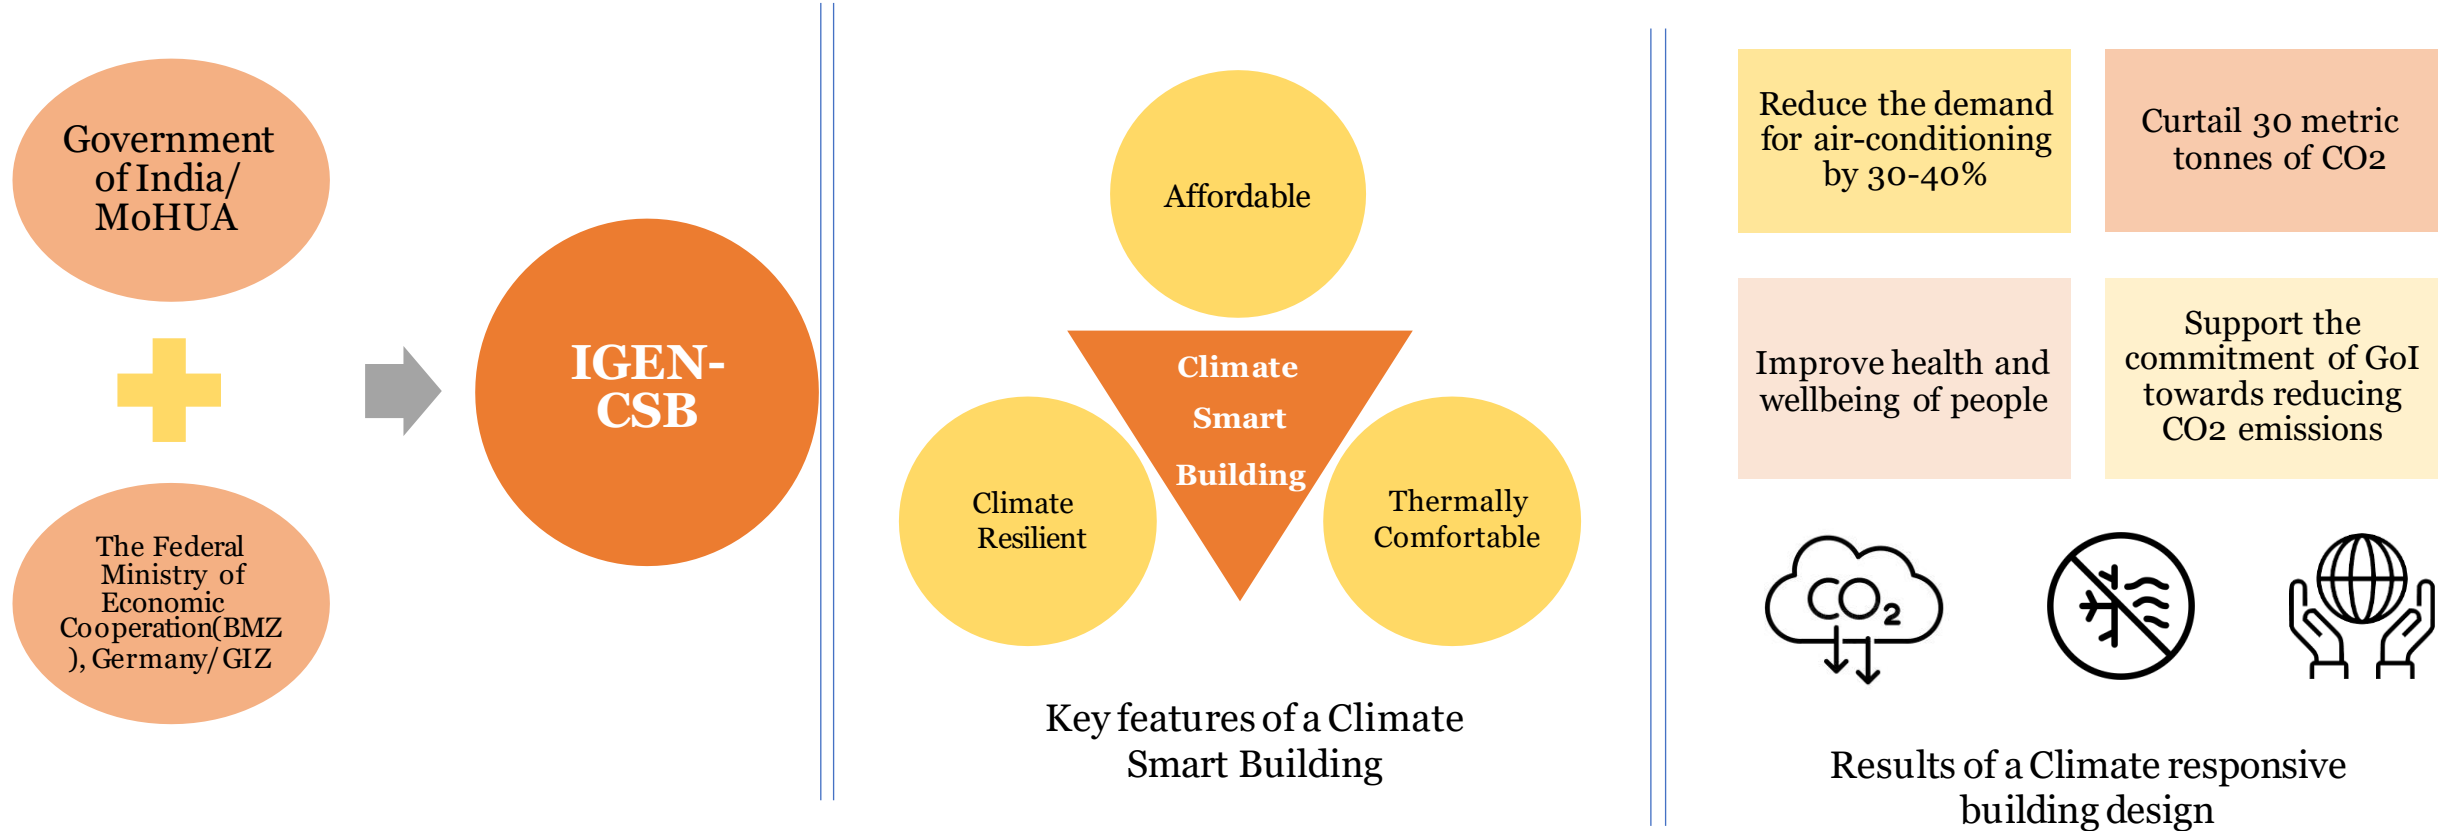 Government
of India/
MoHUA
The Federal
Ministry of
Economic
Cooperation(BMZ
), Germany/ GIZ
IGEN-
CSB
Affordable
Climate
Smart
Building
Climate
Resilient
Thermally
Comfortable
Key features of a Climate
Smart Building
Reduce the demand
for air-conditioning
by 30-40%
Curtail 30 metric
tonnes of CO2
Improve health and
wellbeing of people
Support the
commitment of GoI
towards reducing
CO2 emissions
CO2
Results of a Climate responsive
building design